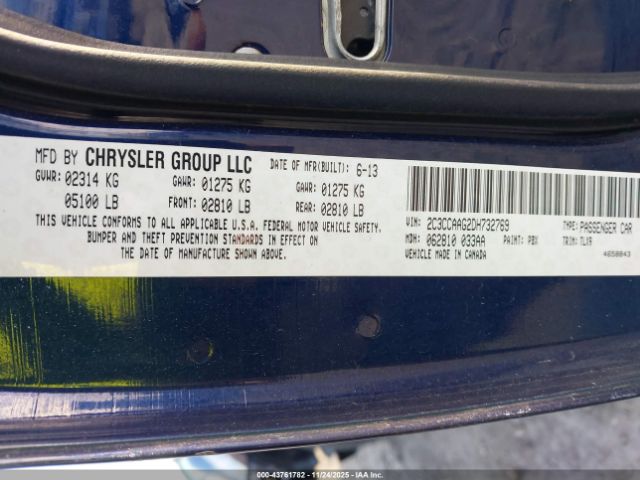 MFD BY CHRYSLER GROUP LLC DATE OF MFR(BUILT): 6-13
GVWR: 02314 KG GAWR: 01275 KG GAWR: 01275 KG
05100 LB FRONT: 02810 LB REAR: 02810 LB
THIS VEHICLE CONFORMS TO ALL APPLICABLE U.S.A. FEDERAL MOTOR VEHICLE SAFETY,
BUMPER AND THEFT PREVENTION STANDARDS IN EFFECT ON
THE DATE OF MANUFACTURE SHOWN ABOVE.
VIN: 2C3CCAAG2DH732769 TYPE: PASSENGER CAR
MDH: 062810 033AA PAINT: PBX TRIM: TLX9
VEHICLE MADE IN CANADA 4658843
000-43761782 - 11/24/2025 - IAAI.COM